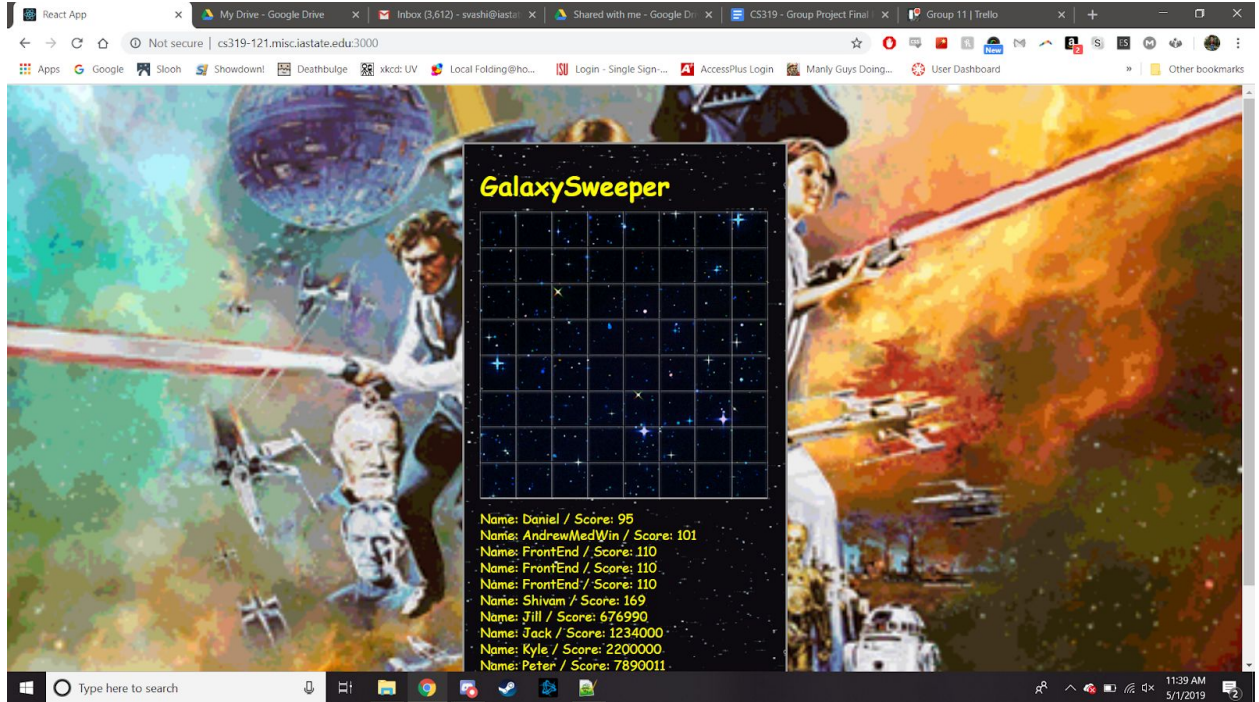 React App
My Drive - Google Drive
Inbox (3,612) - svashi@iastat
Shared with me - Google Dri
CS319 - Group Project Final
Group 11 | Trello
Not secure | cs319-121.misc.iastate.edu:3000
New
Apps
Google
Slooh
Showdown!
Deathbulge
xkcd: UV
Local Folding@ho...
Login - Single Sign-...
AccessPlus Login
Manly Guys Doing...
User Dashboard
»
Other bookmarks
GalaxySweeper
Name: Daniel / Score: 95
Name: AndrewMedWin / Score: 101
Name: FrontEnd / Score: 110
Name: FrontEnd / Score: 110
Name: FrontEnd / Score: 110
Name: Shivam / Score: 169
Name: Jill / Score: 676990
Name: Jack / Score: 1234000
Name: Kyle / Score: 2200000
Name: Peter / Score: 7890011
Type here to search
11:39 AM
5/1/2019
2